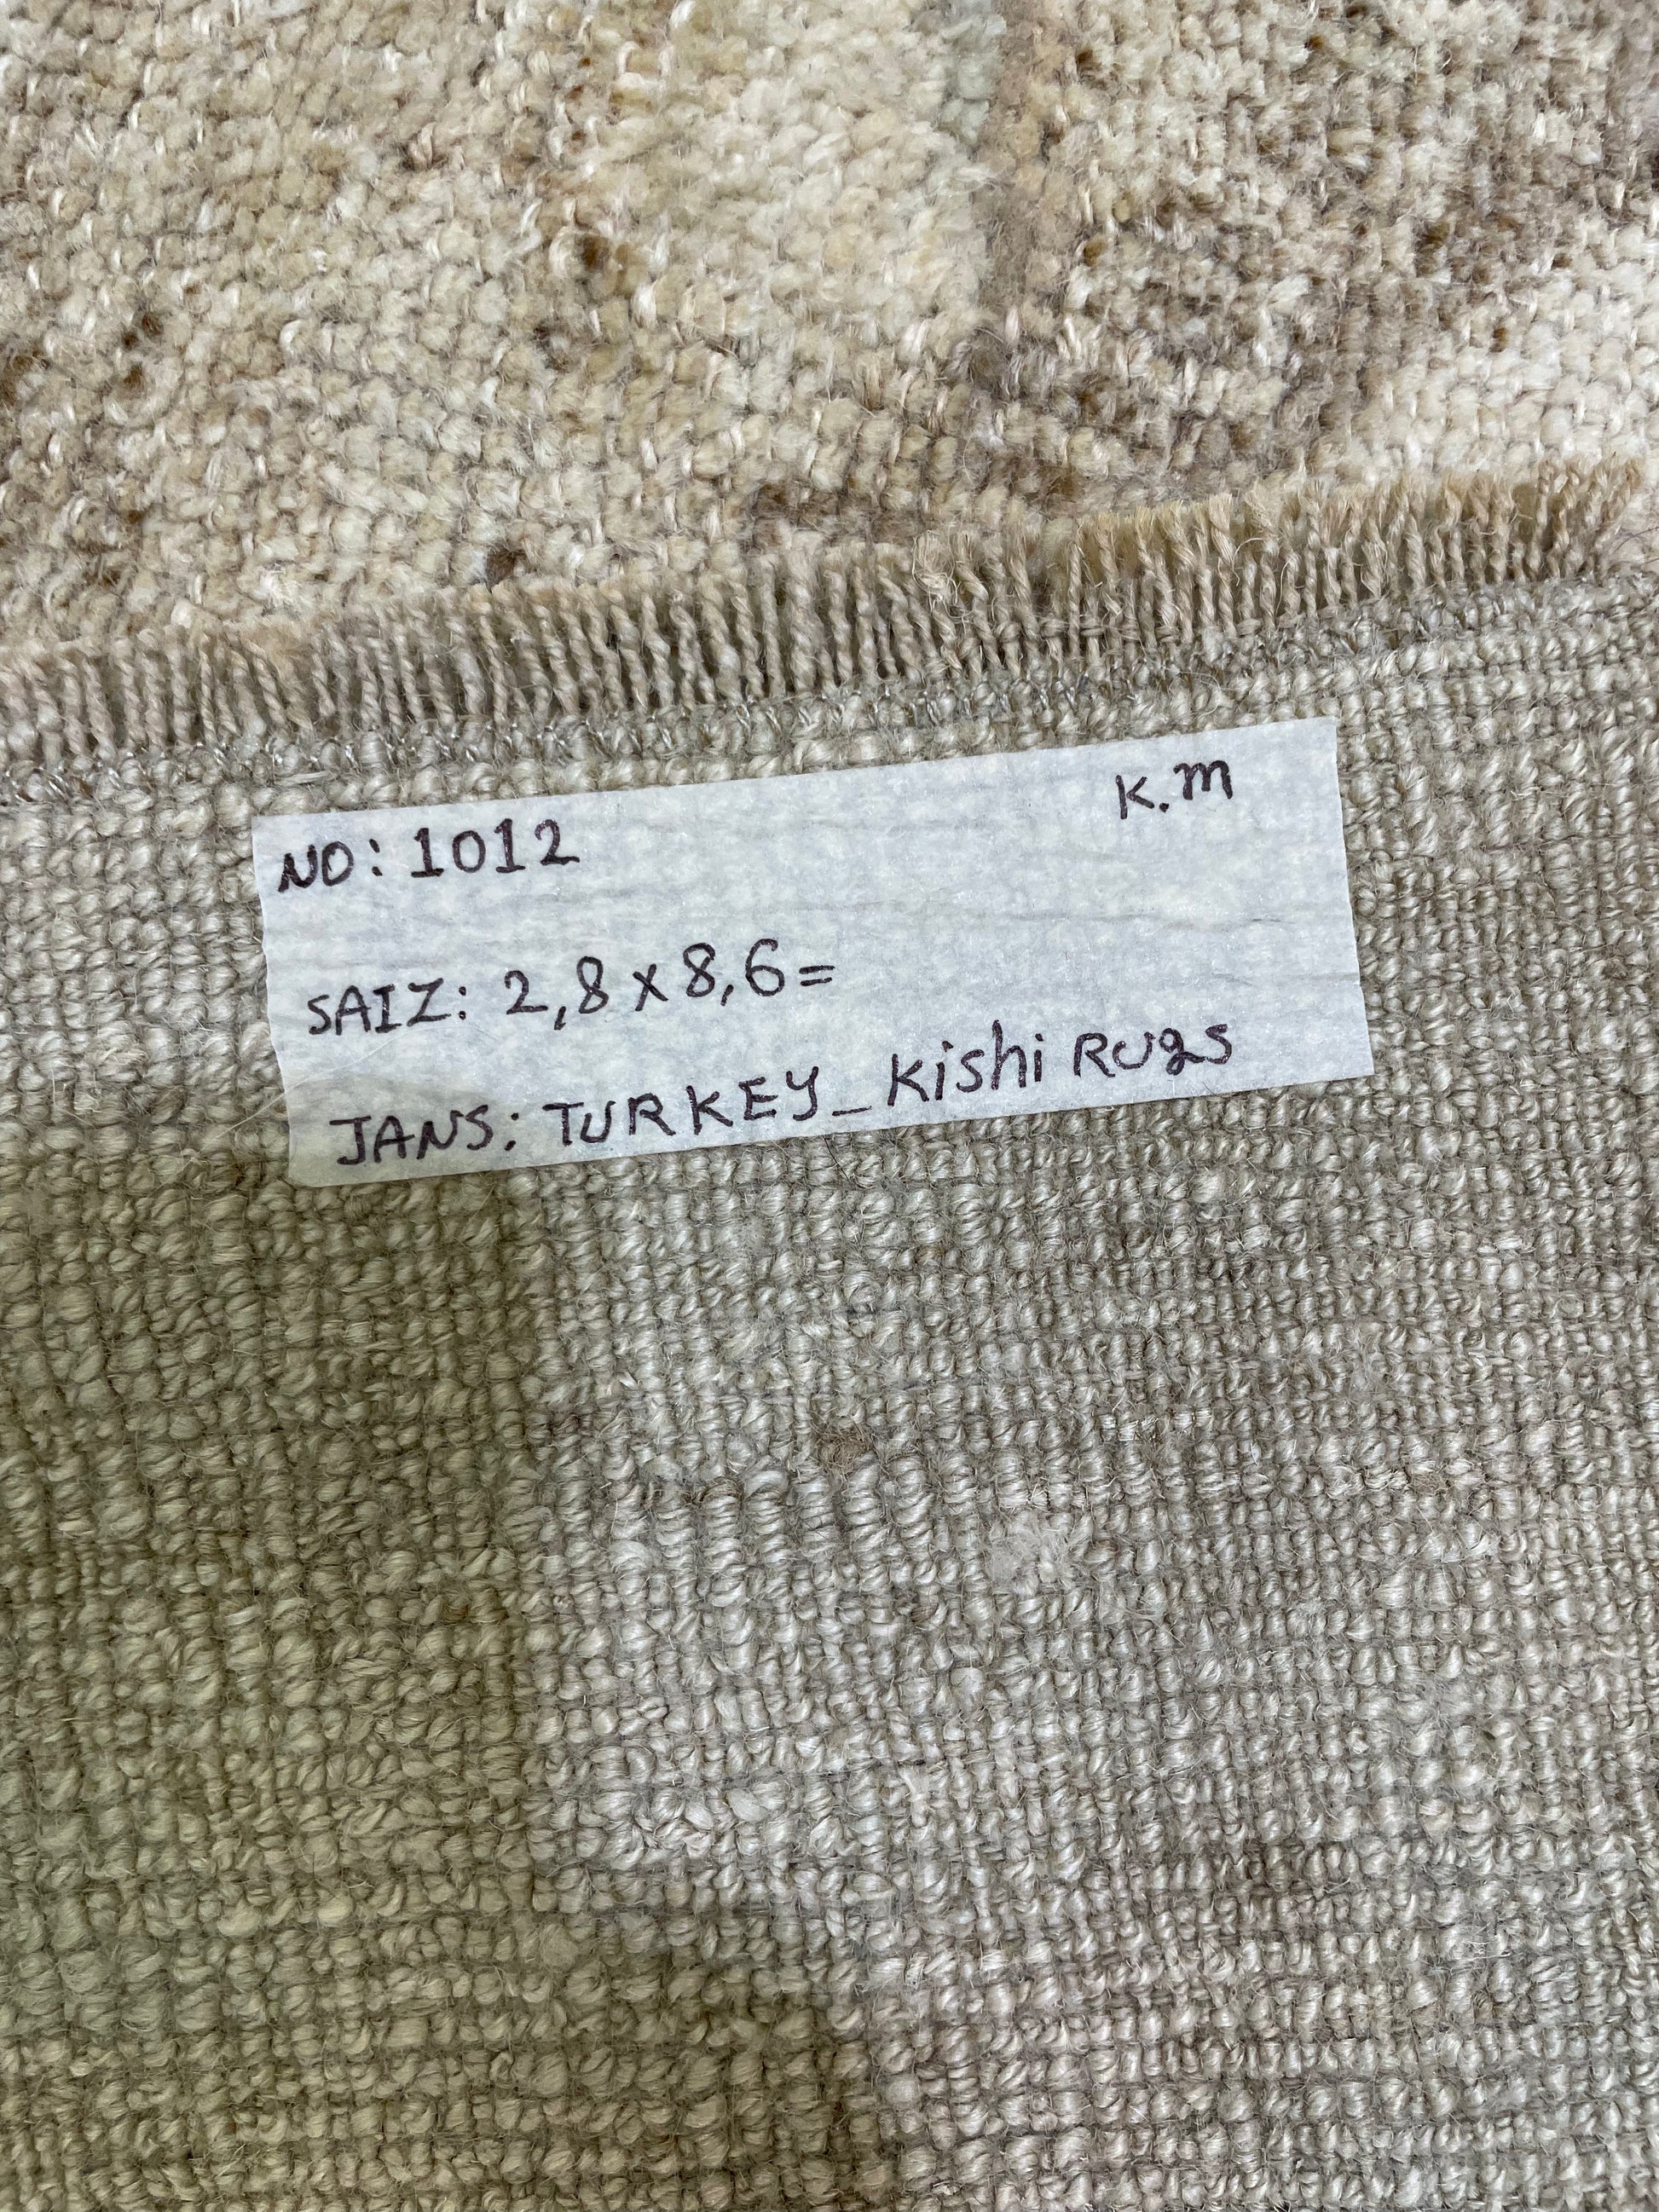 NO: 1012 K.m
SAIZ: 2,8 x 8,6=
JANS: TURKEY_Kishi RUgS